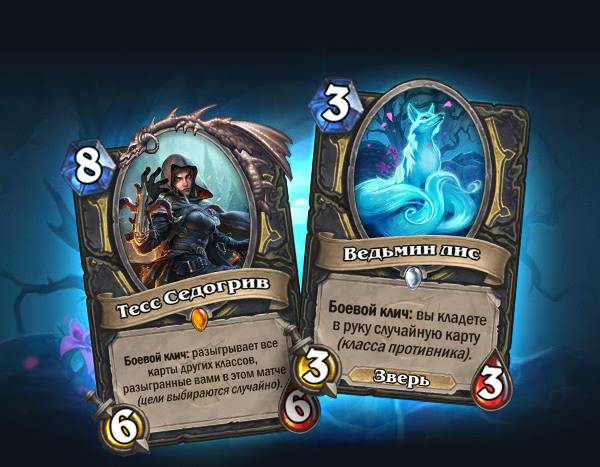 8
Тесс Седогрив
Боевой клич: разыгрывает все
карты других классов,
разыгранные вами в этом матче
(цели выбираются случайно).
6
6
3
Ведьмин лис
Боевой клич: вы кладете
в руку случайную карту
(класса противника).
3
Зверь
3